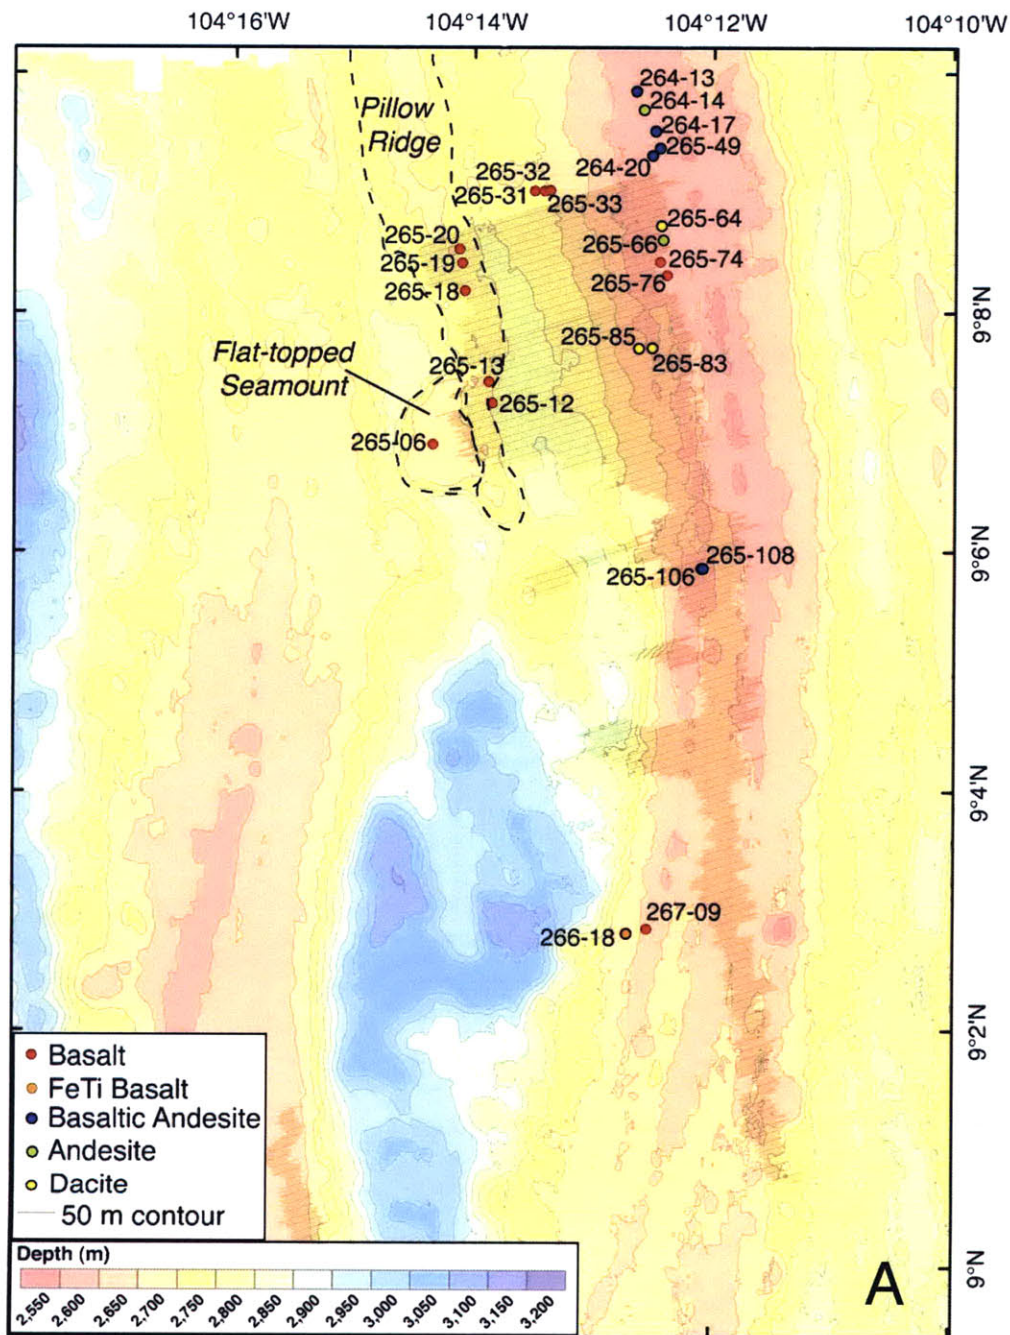 104°16'W 104°14'W 104°12'W 104°10'W
264-13
264-14
264-17
265-49
264-20
Pillow
Ridge
265-32
265-31
265-33
265-64
265-66
265-74
265-76
265-20
265-19
265-18
9°8'N
265-85
265-83
Flat-topped
Seamount
265-13
265-12
265-06
9°6'N
265-108
265-106
9°4'N
267-09
266-18
9°2'N
Basalt
FeTi Basalt
Basaltic Andesite
Andesite
Dacite
50 m contour
Depth (m)
2,550 2,600 2,650 2,700 2,750 2,800 2,850 2,900 2,950 3,000 3,050 3,100 3,150 3,200
A
9°N